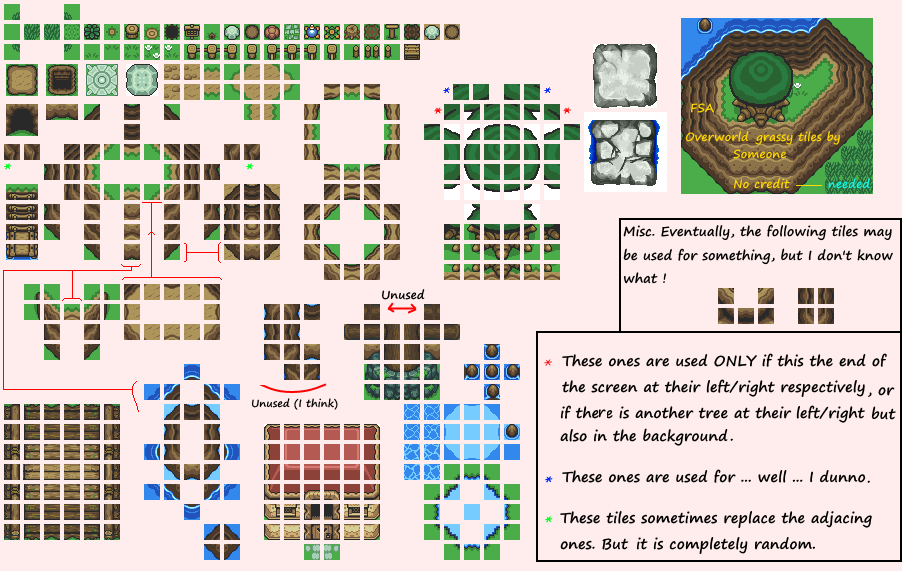 FSA
Overworld grassy tiles by
Someone
No credit ___ needed
Misc. Eventually, the following tiles may
be used for something, but I don't know
what !
Unused
Unused (I think)
* These ones are used ONLY if this the end of
the screen at their left/right respectively, or
if there is another tree at their left/right but
also in the background.
* These ones are used for ... well ... I dunno.
* These tiles sometimes replace the adjacing
ones. But it is completely random.